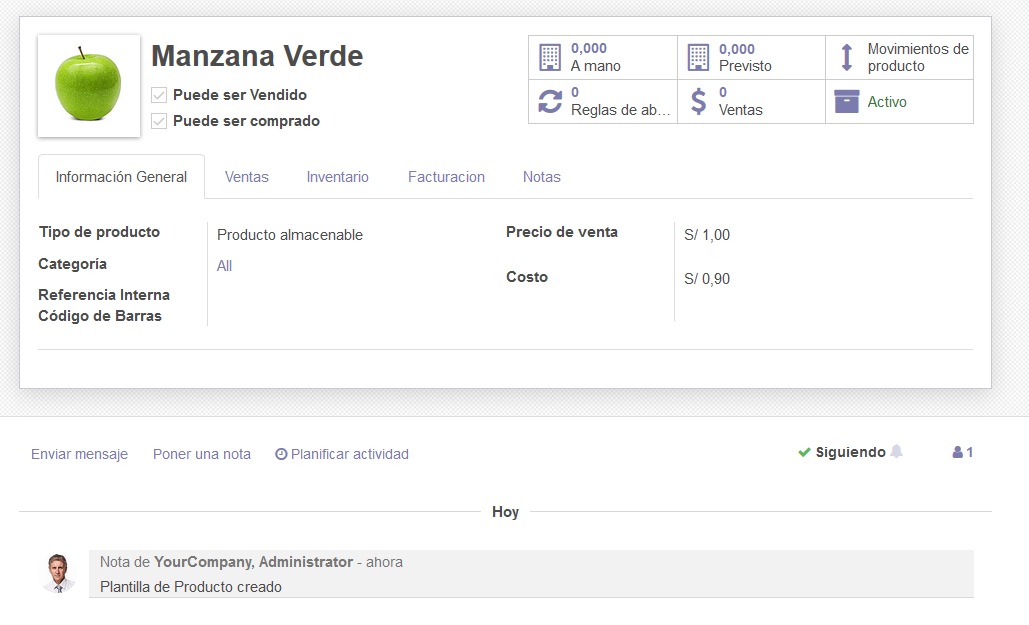 Manzana Verde
Puede ser Vendido
Puede ser comprado
0,000
A mano
0,000
Previsto
Movimientos de
producto
0
Reglas de ab...
0
Ventas
Activo
Información General
Ventas
Inventario
Facturacion
Notas
Tipo de producto
Producto almacenable
Categoría
All
Referencia Interna
Código de Barras
Precio de venta
S/ 1,00
Costo
S/ 0,90
Enviar mensaje
Poner una nota
Planificar actividad
Siguiendo
1
Hoy
Nota de YourCompany, Administrator - ahora
Plantilla de Producto creado